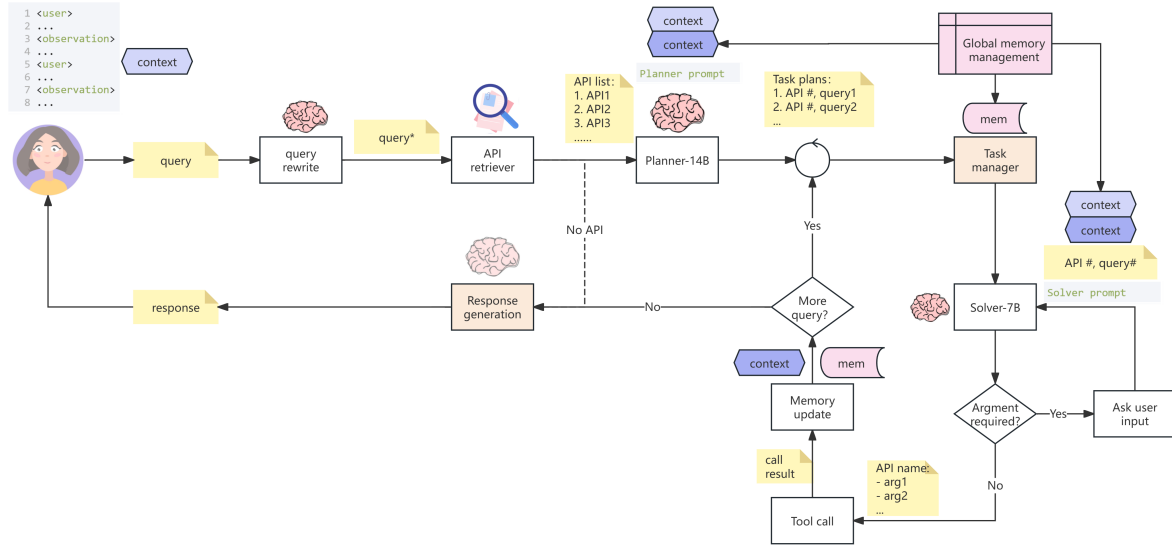 1 <user>
2 ...
3 <observation>
4 ...
5 <user>
6 ...
7 <observation>
8 ...
context
query
query
rewrite
query*
API
retriever
API list:
1. API1
2. API2
3. API3
......
context
context
Planner prompt
Planner-14B
Task plans:
1. API #, query1
2. API #, query2
...
Global memory
management
mem
Task
manager
context
context
API #, query#
Solver prompt
Solver-7B
Argment
required?
Yes
Ask user
input
No
API name:
- arg1
- arg2
...
Tool call
call
result
Memory
update
context
mem
More
query?
Yes
No
No API
Response
generation
response